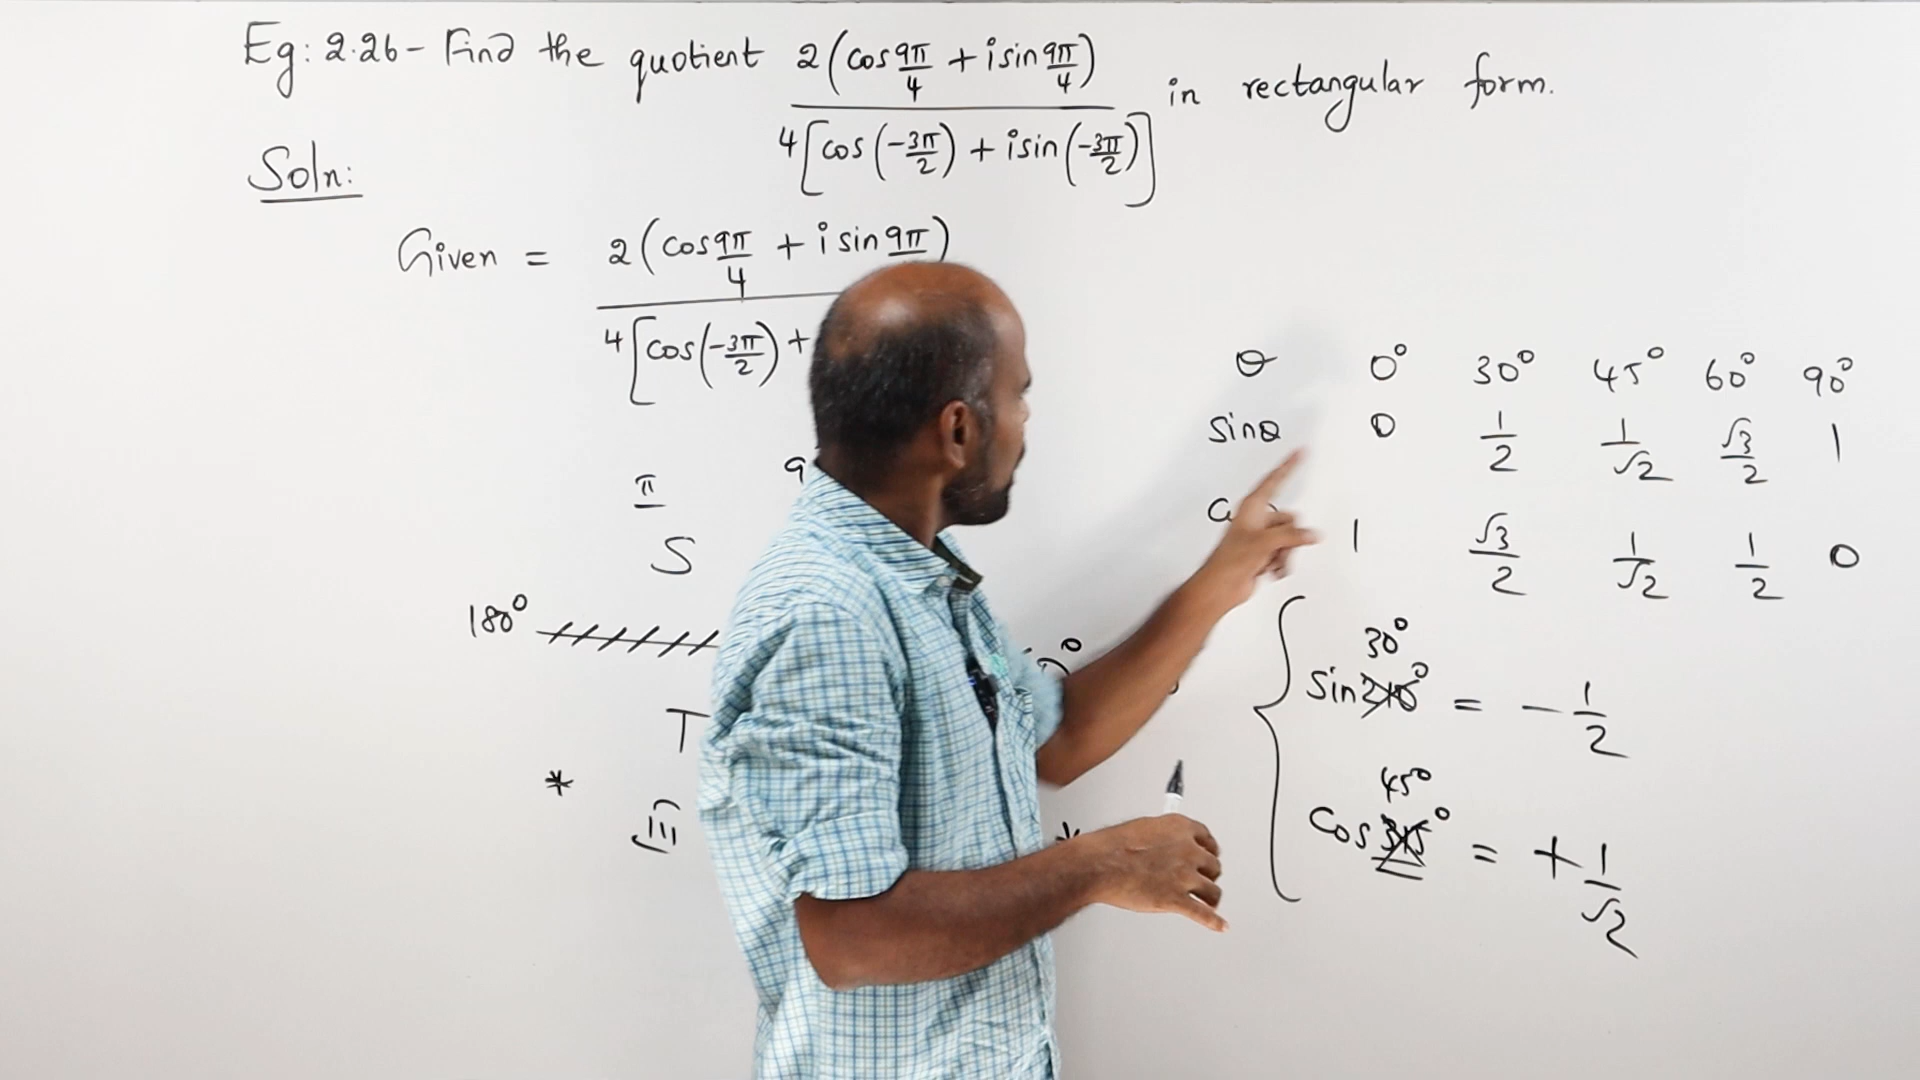 Eg: 2.26 - Find the quotient 2(cos 9π/4 + i sin 9π/4) / 4[cos(-3π/2) + i sin(-3π/2)] in rectangular form.
Soln:
Given = 2(cos 9π/4 + i sin 9π
4[cos(-3π/2) +
θ 0° 30° 45° 60° 90°
sinθ 0 1/2 1/√2 √3/2 1
1 √3/2 1/√2 1/2 0
II
S
180°
T
*
III
*
30°
sin 210° = -1/2
45°
cos 315° = +1/√2